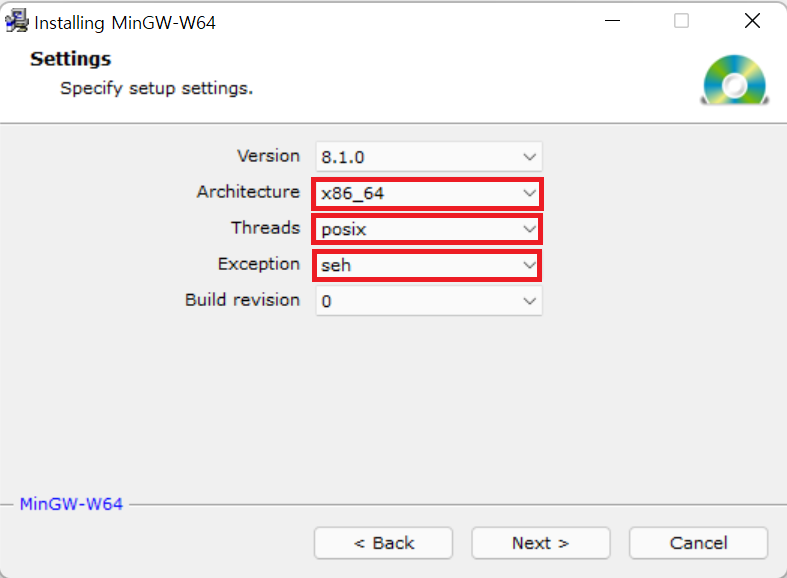 Installing MinGW-W64
Settings
Specify setup settings.
Version 8.1.0
Architecture x86_64
Threads posix
Exception seh
Build revision 0
MinGW-W64
< Back Next > Cancel